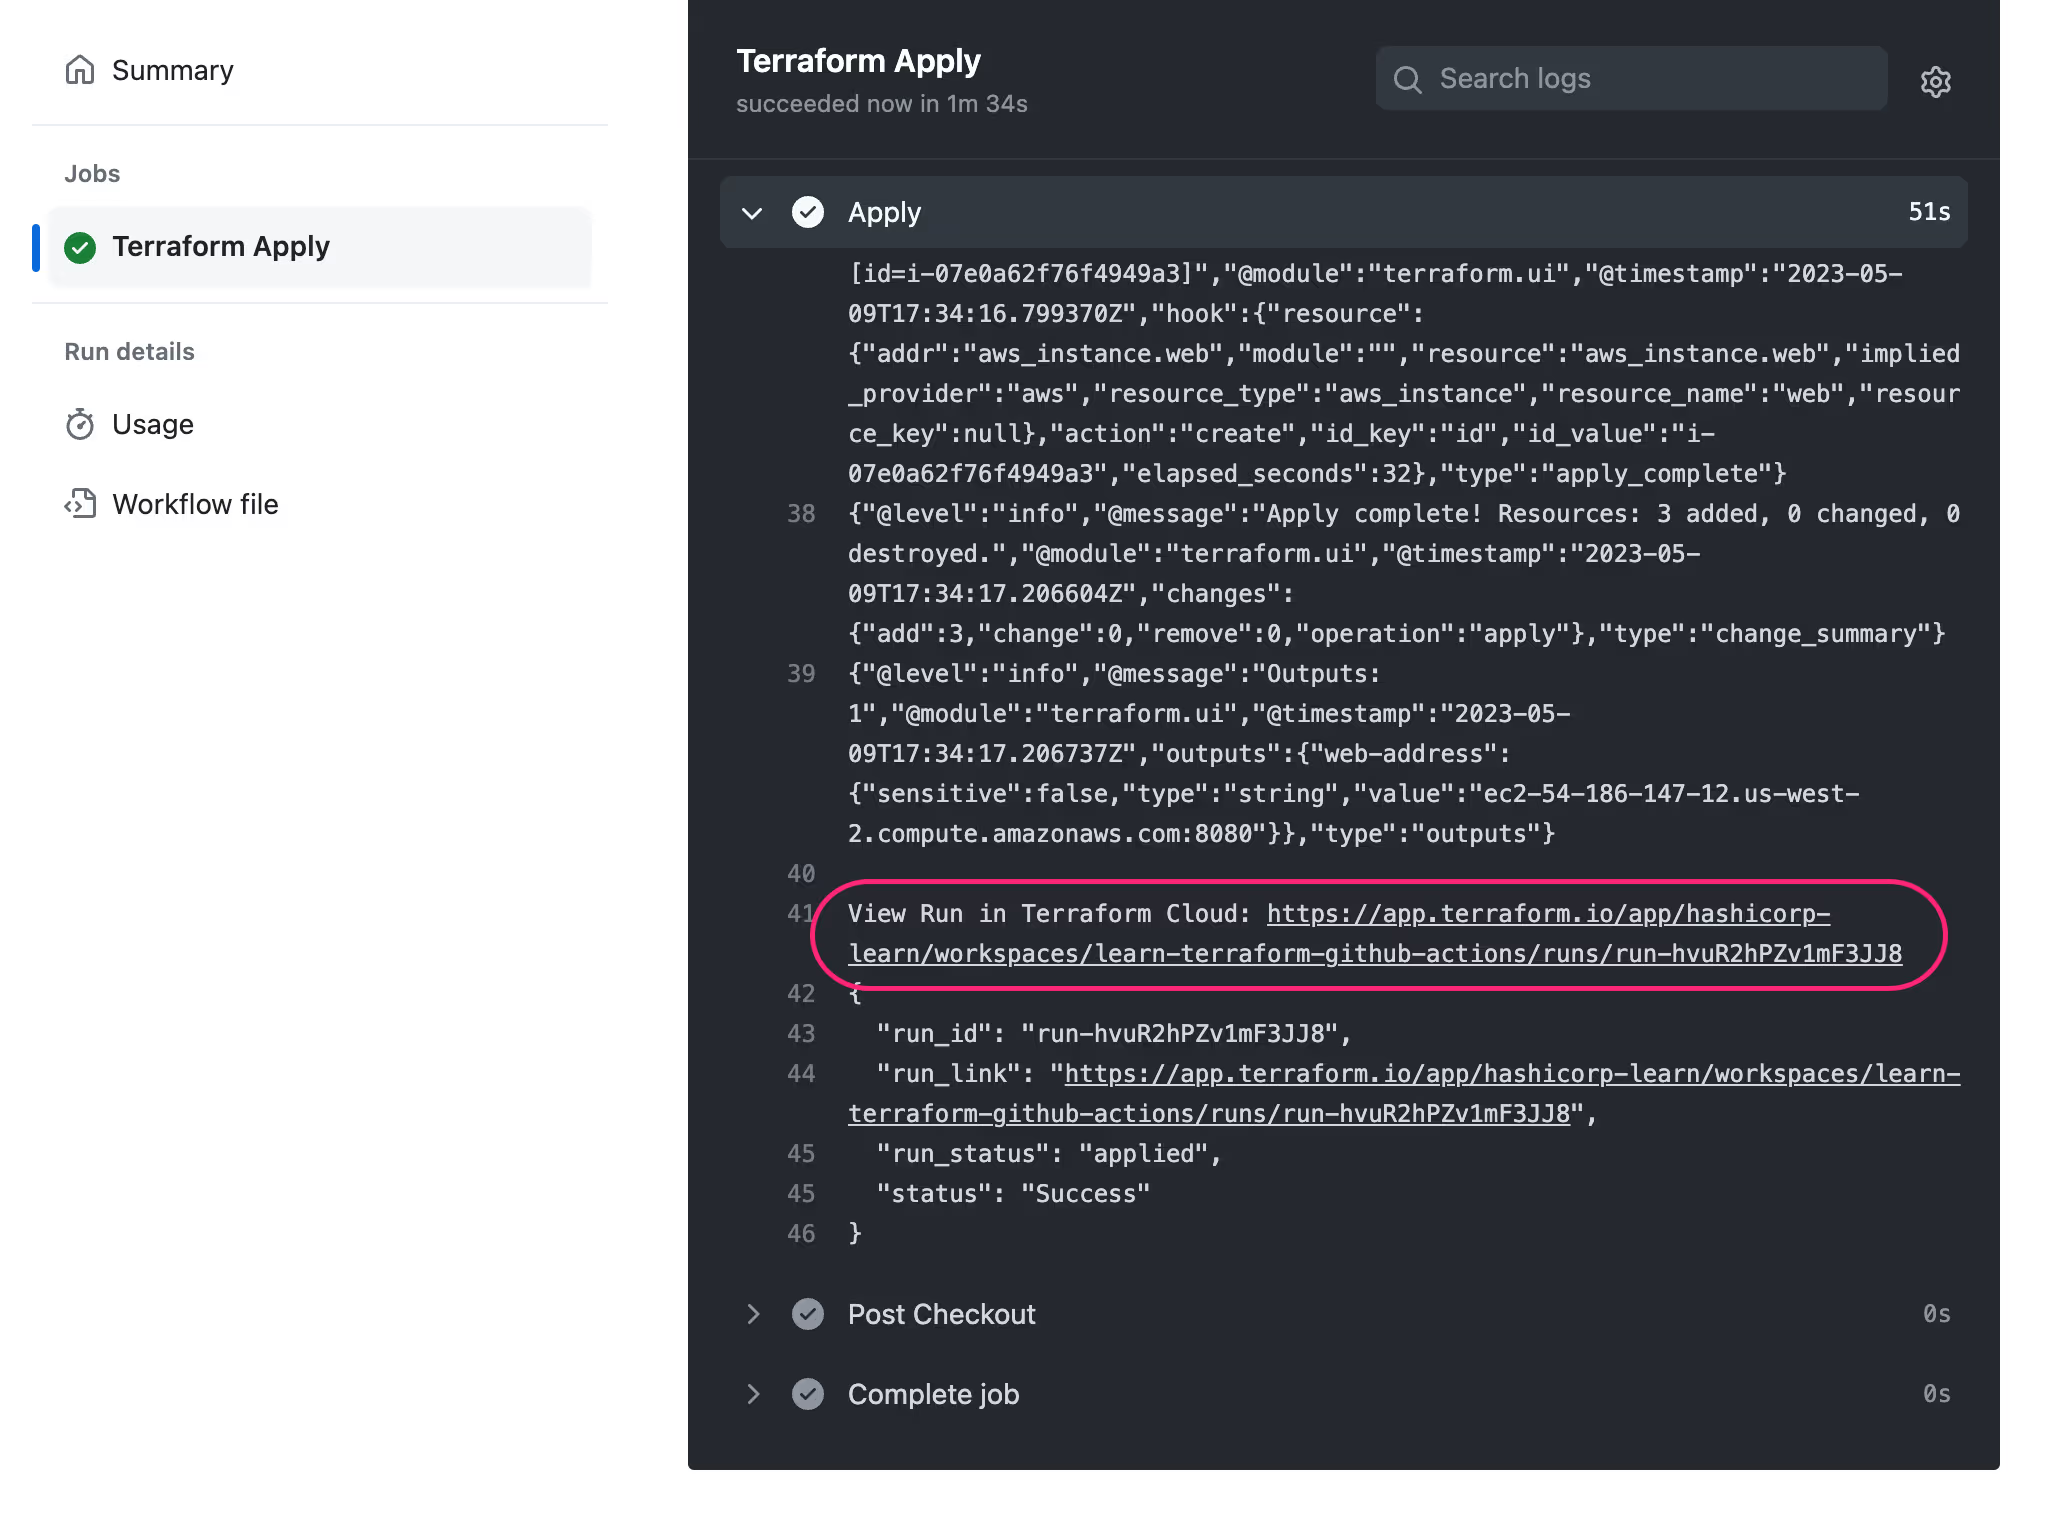 Summary
Jobs
Terraform Apply
Run details
Usage
Workflow file
Terraform Apply
succeeded now in 1m 34s
Search logs
Apply 51s
[id=i-07e0a62f76f4949a3]","@module":"terraform.ui","@timestamp":"2023-05-
09T17:34:16.799370Z","hook":{"resource":
{"addr":"aws_instance.web","module":"","resource":"aws_instance.web","implied
_provider":"aws","resource_type":"aws_instance","resource_name":"web","resour
ce_key":null},"action":"create","id_key":"id","id_value":"i-
07e0a62f76f4949a3","elapsed_seconds":32},"type":"apply_complete"}
38 {"@level":"info","@message":"Apply complete! Resources: 3 added, 0 changed, 0
destroyed.","@module":"terraform.ui","@timestamp":"2023-05-
09T17:34:17.206604Z","changes":
{"add":3,"change":0,"remove":0,"operation":"apply"},"type":"change_summary"}
39 {"@level":"info","@message":"Outputs:
1","@module":"terraform.ui","@timestamp":"2023-05-
09T17:34:17.206737Z","outputs":{"web-address":
{"sensitive":false,"type":"string","value":"ec2-54-186-147-12.us-west-
2.compute.amazonaws.com:8080"}},"type":"outputs"}
40
41 View Run in Terraform Cloud: https://app.terraform.io/app/hashicorp-
learn/workspaces/learn-terraform-github-actions/runs/run-hvuR2hPZv1mF3JJ8
42 {
43 "run_id": "run-hvuR2hPZv1mF3JJ8",
44 "run_link": "https://app.terraform.io/app/hashicorp-learn/workspaces/learn-
terraform-github-actions/runs/run-hvuR2hPZv1mF3JJ8",
45 "run_status": "applied",
45 "status": "Success"
46 }
Post Checkout 0s
Complete job 0s